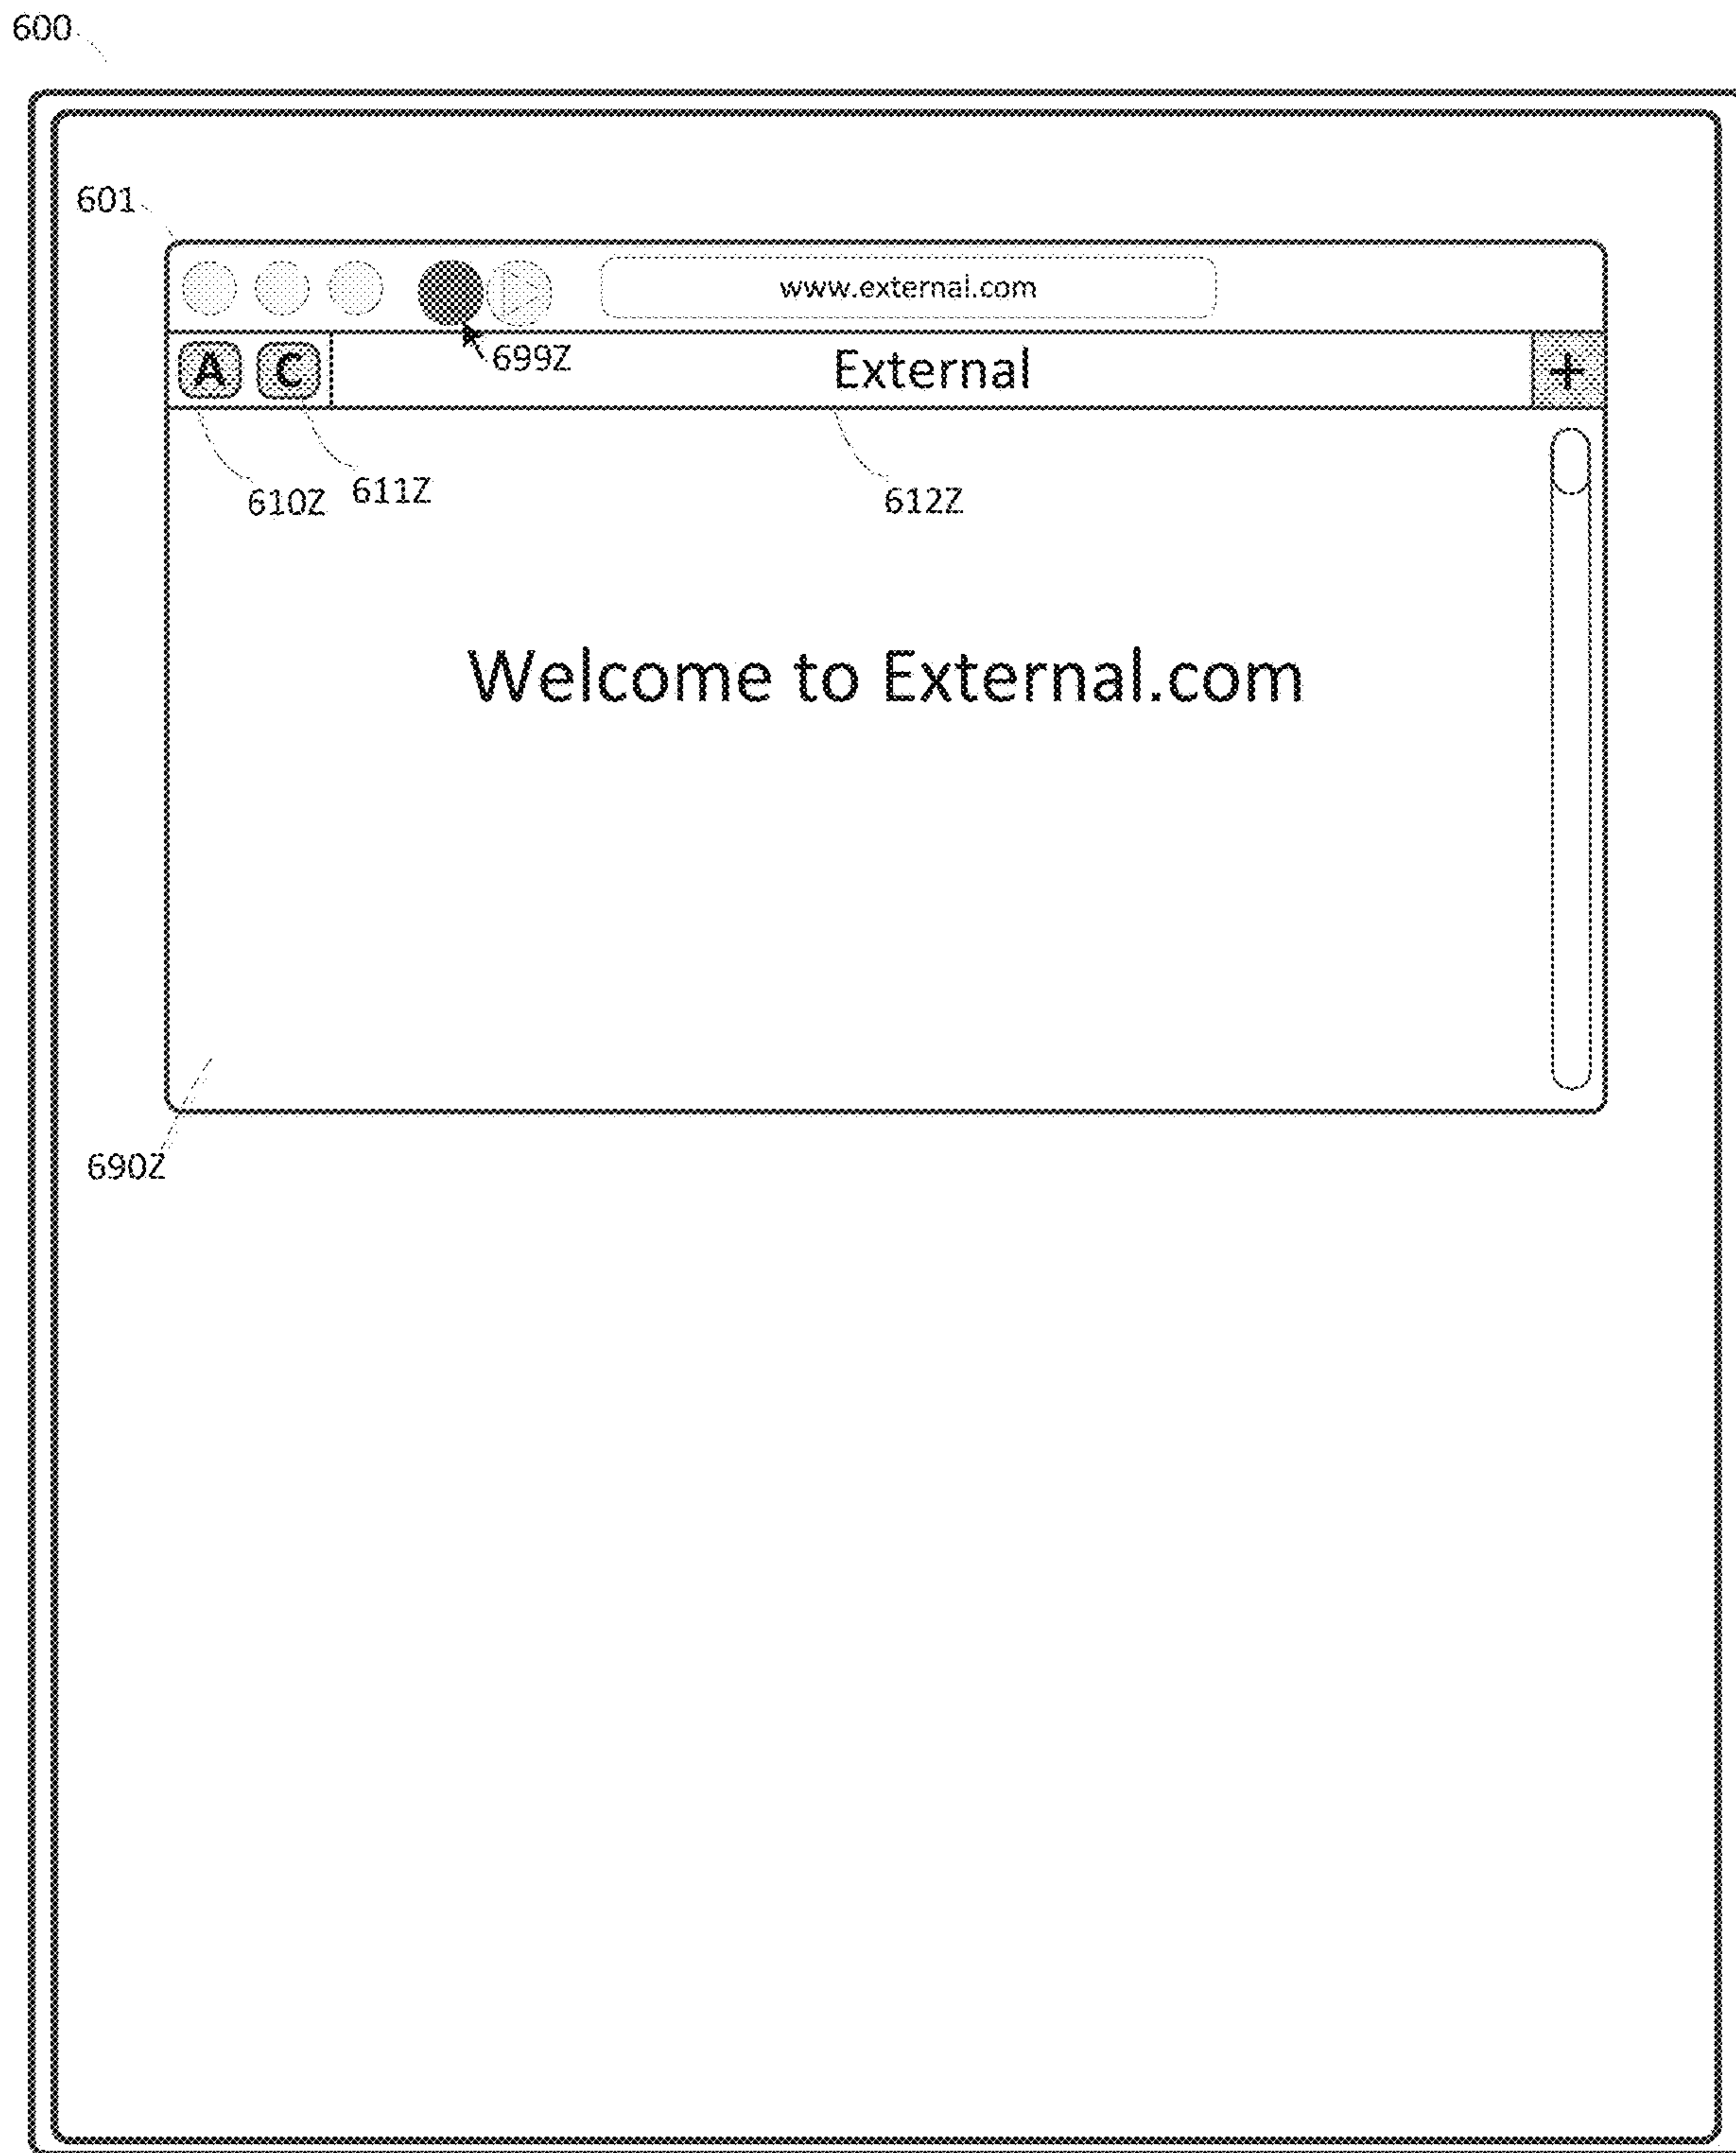 600
601
www.external.com
699Z
A C External +
610Z 611Z 612Z
Welcome to External.com
690Z